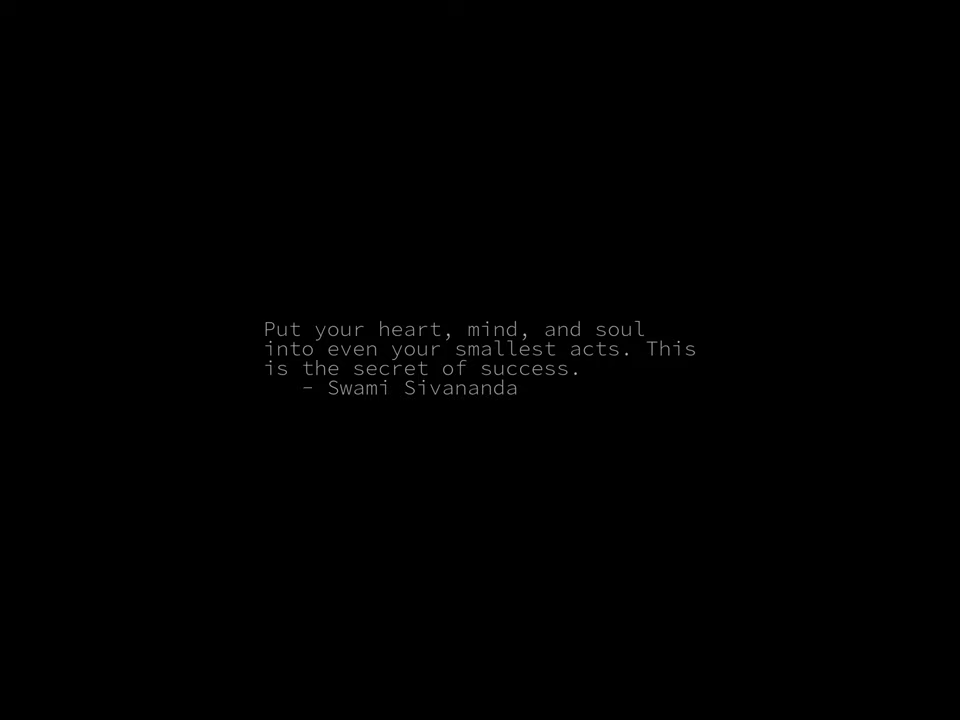 Put your heart, mind, and soul
into even your smallest acts. This
is the secret of success.
- Swami Sivananda